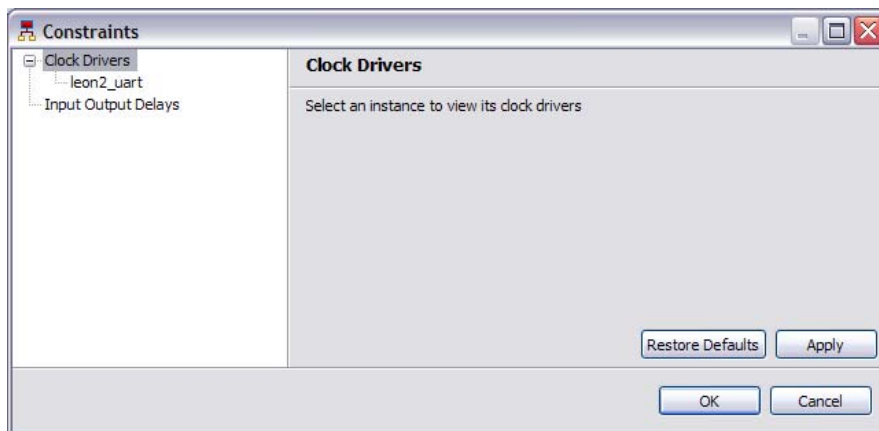 Constraints
Clock Drivers
leon2_uart
Input Output Delays
Clock Drivers
Select an instance to view its clock drivers
Restore Defaults
Apply
OK
Cancel